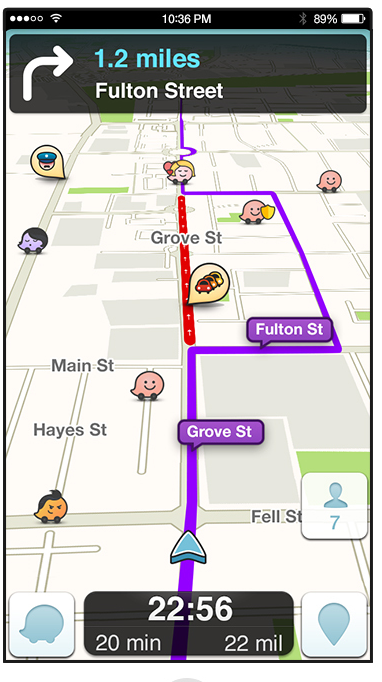 10:36 PM 89%
1.2 miles
Fulton Street
Grove St
Fulton St
Main St
Grove St
Hayes St
Fell St
7
22:56
20 min 22 mil